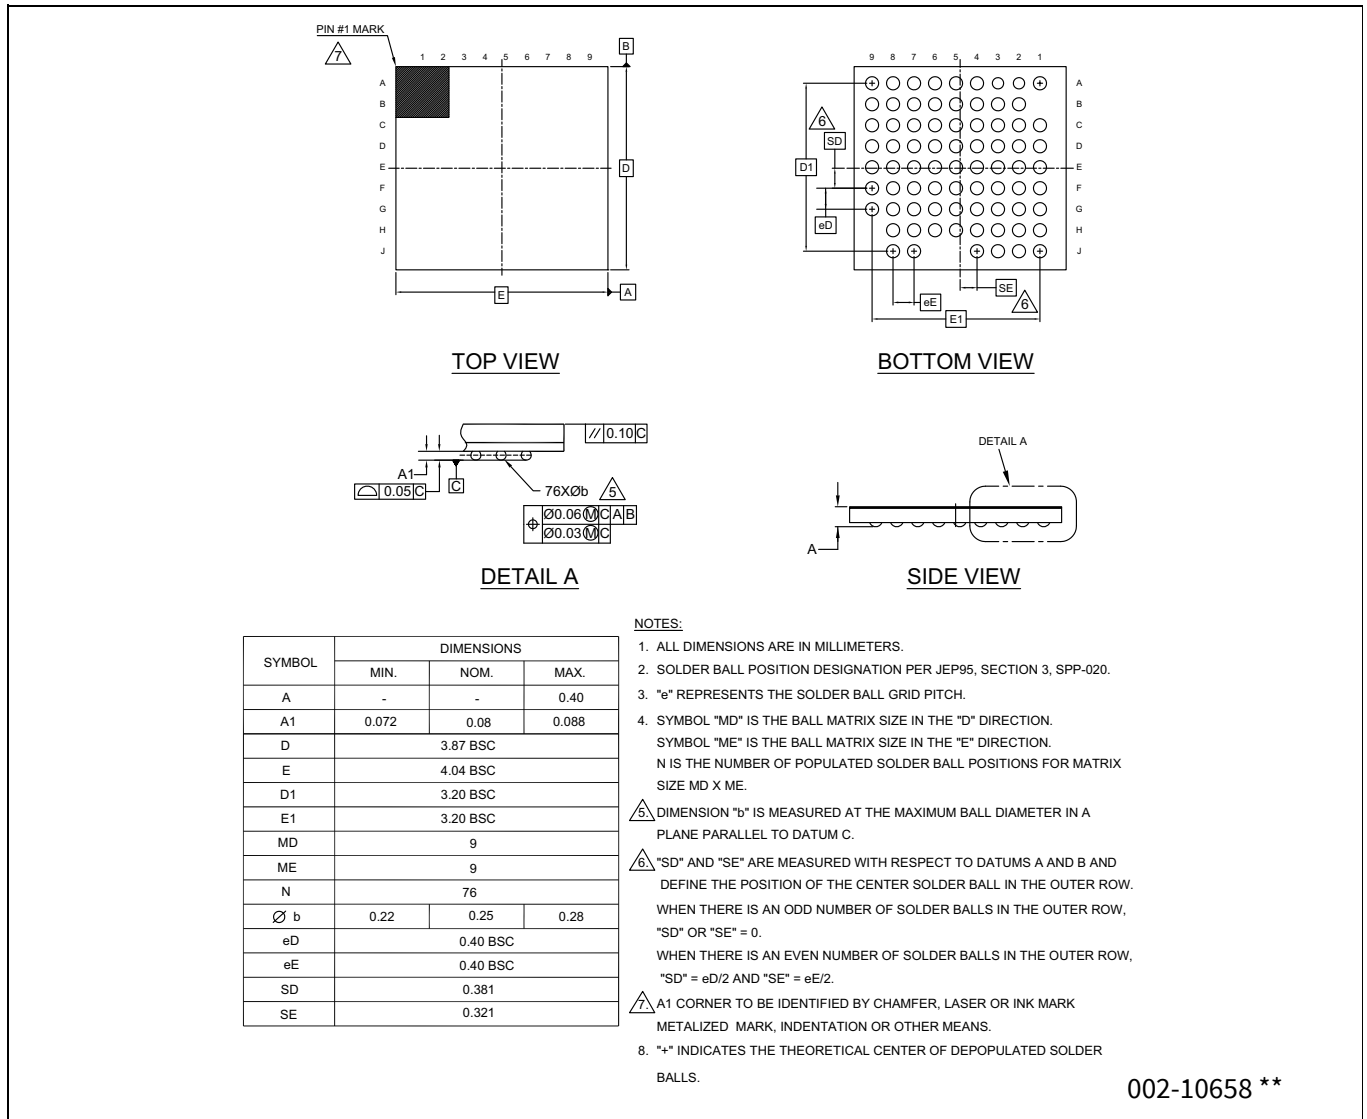 PIN #1 MARK
7
1 2 3 4 5 6 7 8 9
B
A
B
C
D
E
F
G
H
J
D
E
A
TOP VIEW
9 8 7 6 5 4 3 2 1
A
B
C
D
E
F
G
H
J
6
SD
D1
eD
SE
eE
6
E1
BOTTOM VIEW
// 0.10 C
A1
0.05 C
C
76XØb 5
Ø0.06 Ⓜ C A B
Ø0.03 Ⓜ C
DETAIL A
DETAIL A
A
SIDE VIEW
SYMBOL DIMENSIONS
MIN. NOM. MAX.
A - - 0.40
A1 0.072 0.08 0.088
D 3.87 BSC
E 4.04 BSC
D1 3.20 BSC
E1 3.20 BSC
MD 9
ME 9
N 76
Ø b 0.22 0.25 0.28
eD 0.40 BSC
eE 0.40 BSC
SD 0.381
SE 0.321
NOTES:
1. ALL DIMENSIONS ARE IN MILLIMETERS.
2. SOLDER BALL POSITION DESIGNATION PER JEP95, SECTION 3, SPP-020.
3. "e" REPRESENTS THE SOLDER BALL GRID PITCH.
4. SYMBOL "MD" IS THE BALL MATRIX SIZE IN THE "D" DIRECTION.
SYMBOL "ME" IS THE BALL MATRIX SIZE IN THE "E" DIRECTION.
N IS THE NUMBER OF POPULATED SOLDER BALL POSITIONS FOR MATRIX
SIZE MD X ME.
5. DIMENSION "b" IS MEASURED AT THE MAXIMUM BALL DIAMETER IN A
PLANE PARALLEL TO DATUM C.
6. "SD" AND "SE" ARE MEASURED WITH RESPECT TO DATUMS A AND B AND
DEFINE THE POSITION OF THE CENTER SOLDER BALL IN THE OUTER ROW.
WHEN THERE IS AN ODD NUMBER OF SOLDER BALLS IN THE OUTER ROW,
"SD" OR "SE" = 0.
WHEN THERE IS AN EVEN NUMBER OF SOLDER BALLS IN THE OUTER ROW,
"SD" = eD/2 AND "SE" = eE/2.
7. A1 CORNER TO BE IDENTIFIED BY CHAMFER, LASER OR INK MARK
METALIZED MARK, INDENTATION OR OTHER MEANS.
8. "+" INDICATES THE THEORETICAL CENTER OF DEPOPULATED SOLDER
BALLS.
002-10658 **